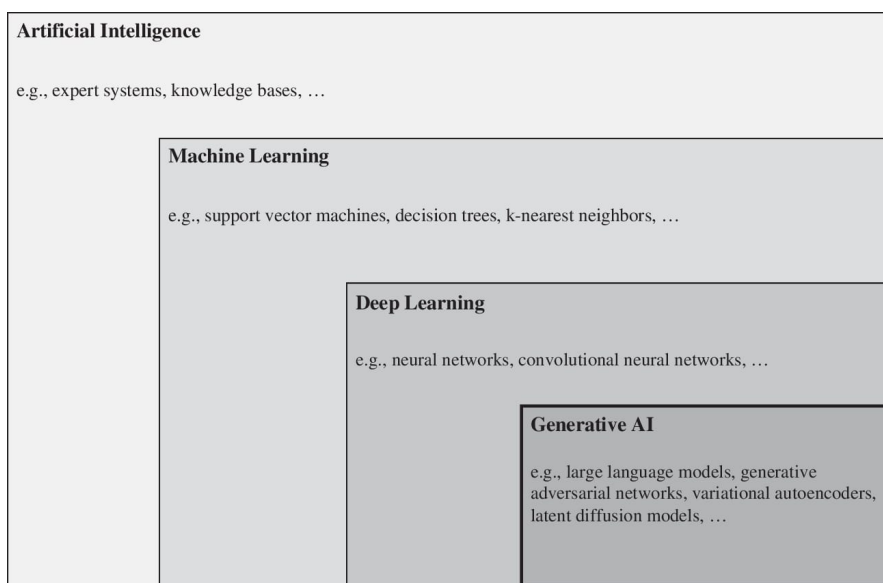 Artificial Intelligence
e.g., expert systems, knowledge bases, …
Machine Learning
e.g., support vector machines, decision trees, k-nearest neighbors, …
Deep Learning
e.g., neural networks, convolutional neural networks, …
Generative AI
e.g., large language models, generative
adversarial networks, variational autoencoders,
latent diffusion models, …